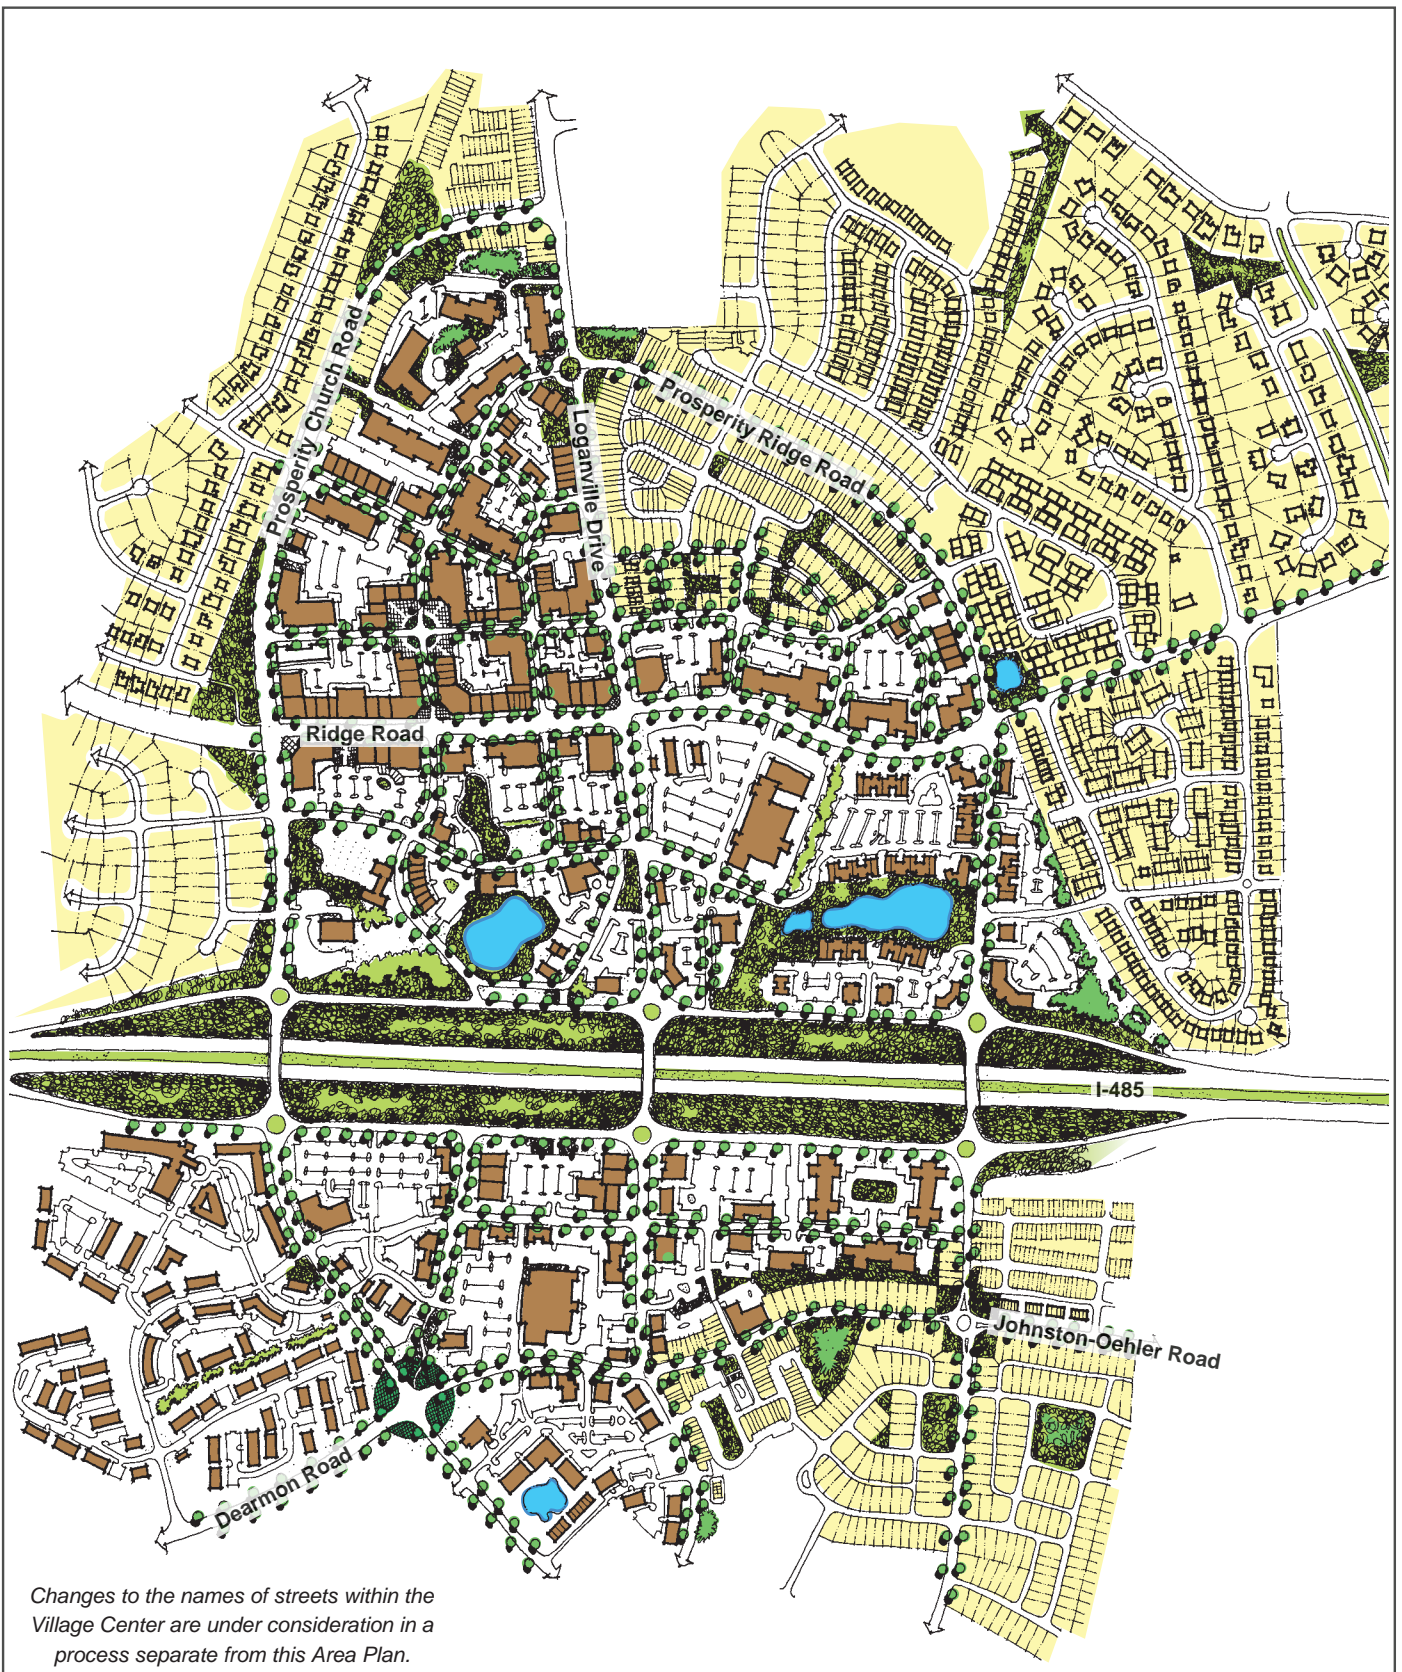 Prosperity Church Road
Loganville Drive
Prosperity Ridge Road
Ridge Road
I-485
Johnston-Oehler Road
Dearmon Road
Changes to the names of streets within the
Village Center are under consideration in a
process separate from this Area Plan.